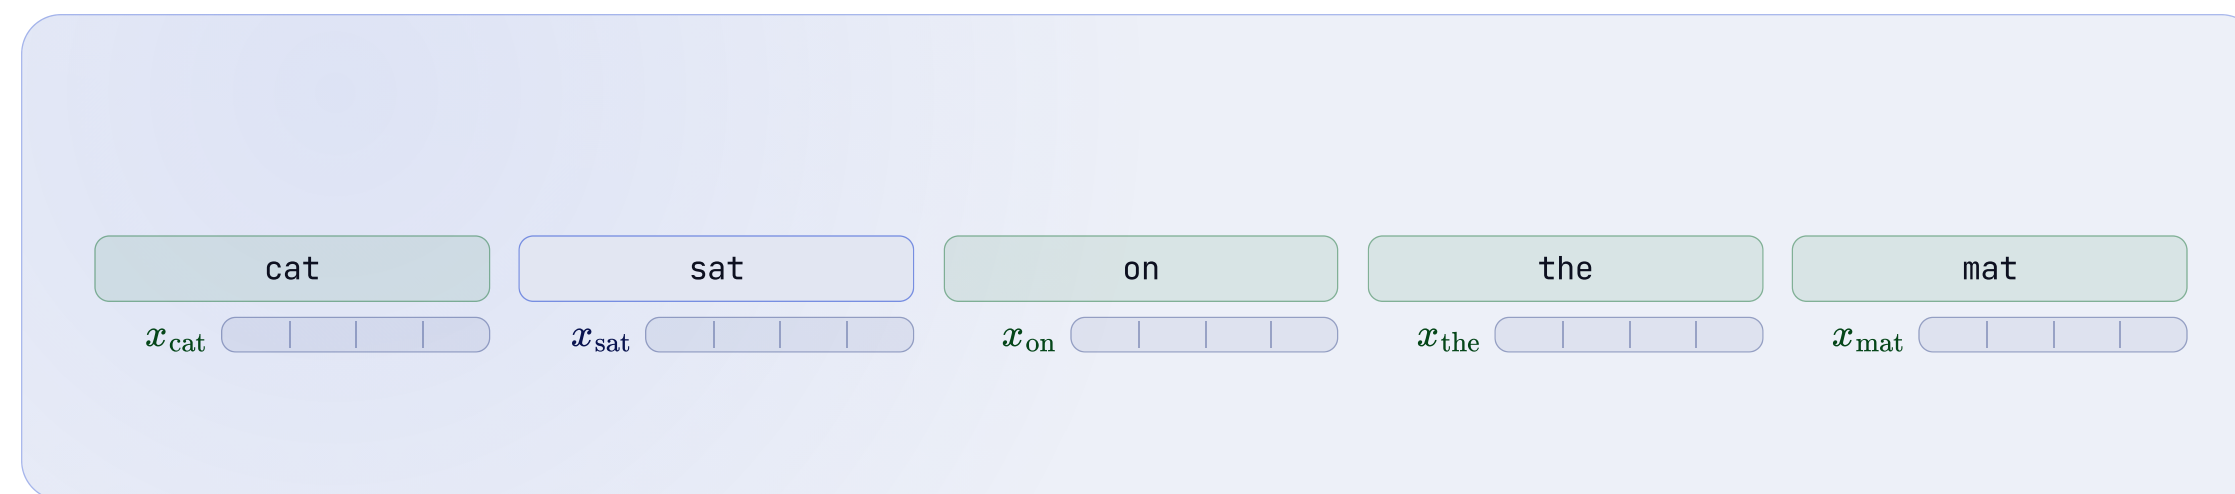 cat sat on the mat
x_cat x_sat x_on x_the x_mat